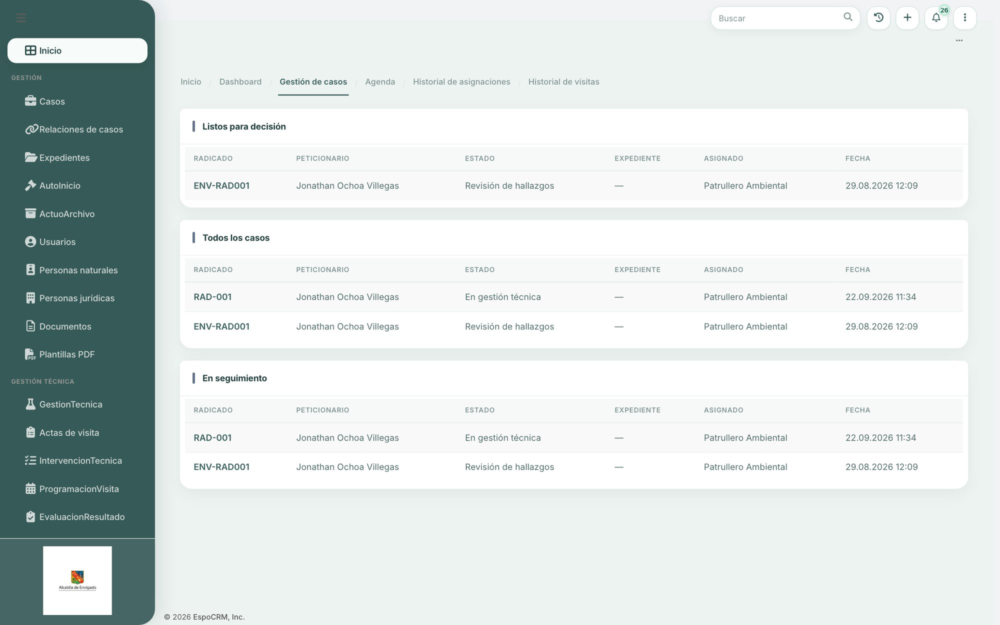 Buscar
26
Inicio
GESTIÓN
Casos
Relaciones de casos
Expedientes
AutoInicio
ActuoArchivo
Usuarios
Personas naturales
Personas jurídicas
Documentos
Plantillas PDF
GESTIÓN TÉCNICA
GestionTecnica
Actas de visita
IntervencionTecnica
ProgramacionVisita
EvaluacionResultado
Alcaldía de Envigado
Inicio / Dashboard / Gestión de casos / Agenda / Historial de asignaciones / Historial de visitas
Listos para decisión
RADICADO PETICIONARIO ESTADO EXPEDIENTE ASIGNADO FECHA
ENV-RAD001 Jonathan Ochoa Villegas Revisión de hallazgos — Patrullero Ambiental 29.08.2026 12:09
Todos los casos
RADICADO PETICIONARIO ESTADO EXPEDIENTE ASIGNADO FECHA
RAD-001 Jonathan Ochoa Villegas En gestión técnica — Patrullero Ambiental 22.09.2026 11:34
ENV-RAD001 Jonathan Ochoa Villegas Revisión de hallazgos — Patrullero Ambiental 29.08.2026 12:09
En seguimiento
RADICADO PETICIONARIO ESTADO EXPEDIENTE ASIGNADO FECHA
RAD-001 Jonathan Ochoa Villegas En gestión técnica — Patrullero Ambiental 22.09.2026 11:34
ENV-RAD001 Jonathan Ochoa Villegas Revisión de hallazgos — Patrullero Ambiental 29.08.2026 12:09
© 2026 EspoCRM, Inc.